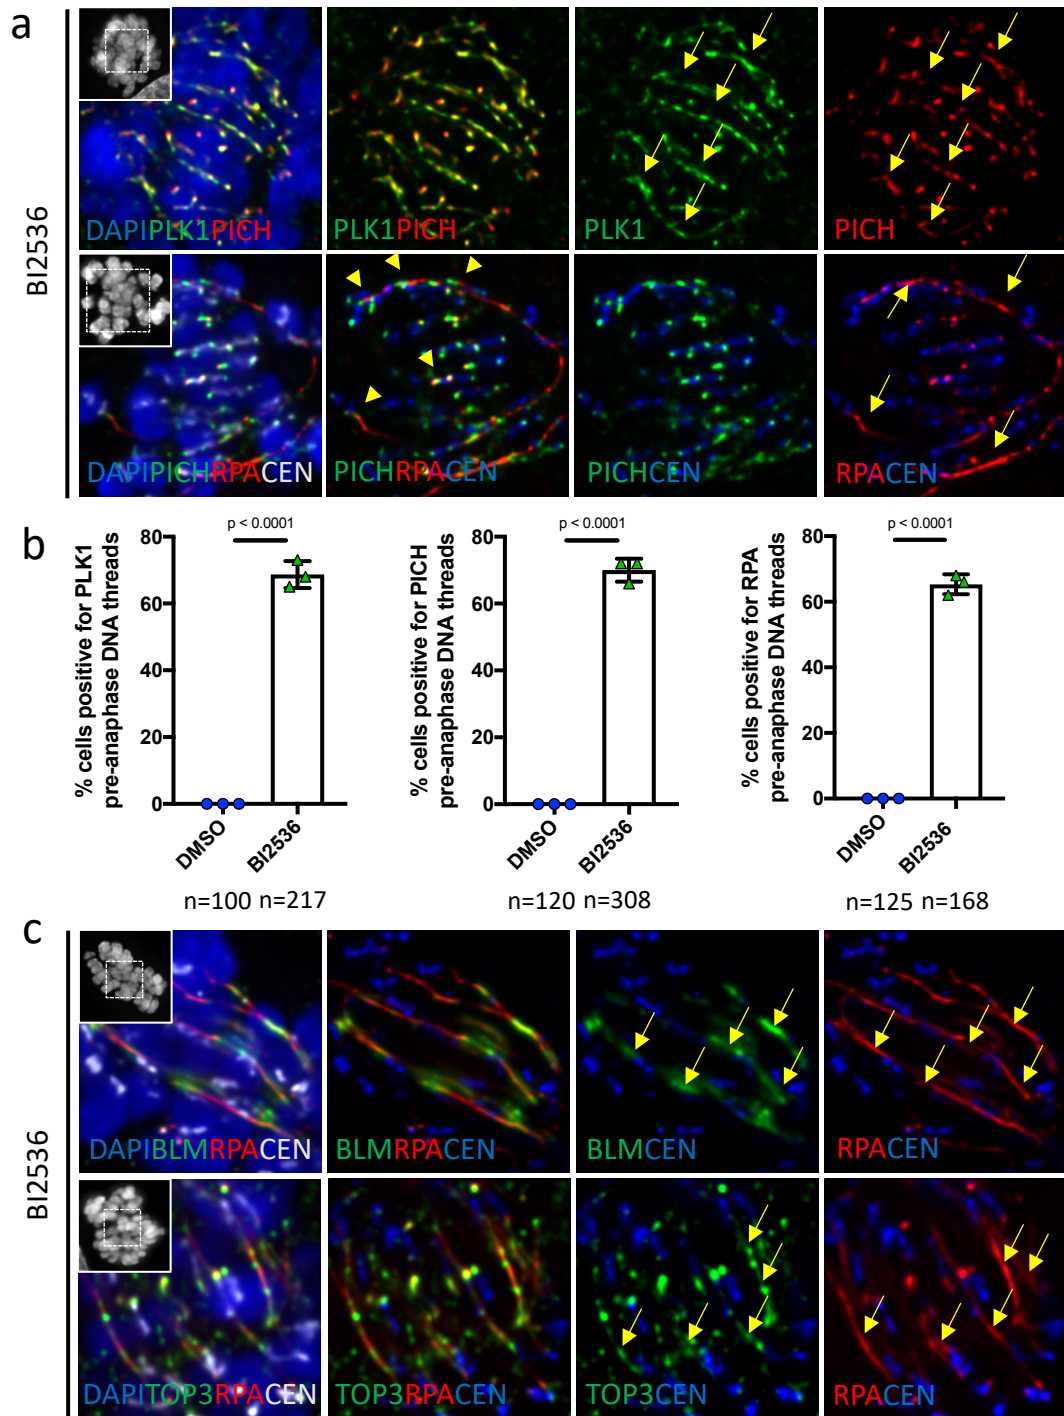 a
BI2536
DAPIPLK1PICH
PLK1PICH
PLK1
PICH
DAPIPICHRPACEN
PICHRPACEN
PICHCEN
RPACEN
b
% cells positive for PLK1
pre-anaphase DNA threads
p < 0.0001
80
60
40
20
0
DMSO
BI2536
n=100 n=217
% cells positive for PICH
pre-anaphase DNA threads
p < 0.0001
80
60
40
20
0
DMSO
BI2536
n=120 n=308
% cells positive for RPA
pre-anaphase DNA threads
p < 0.0001
80
60
40
20
0
DMSO
BI2536
n=125 n=168
c
BI2536
DAPIBLMRPACEN
BLMRPACEN
BLMCEN
RPACEN
DAPITOP3RPACEN
TOP3RPACEN
TOP3CEN
RPACEN